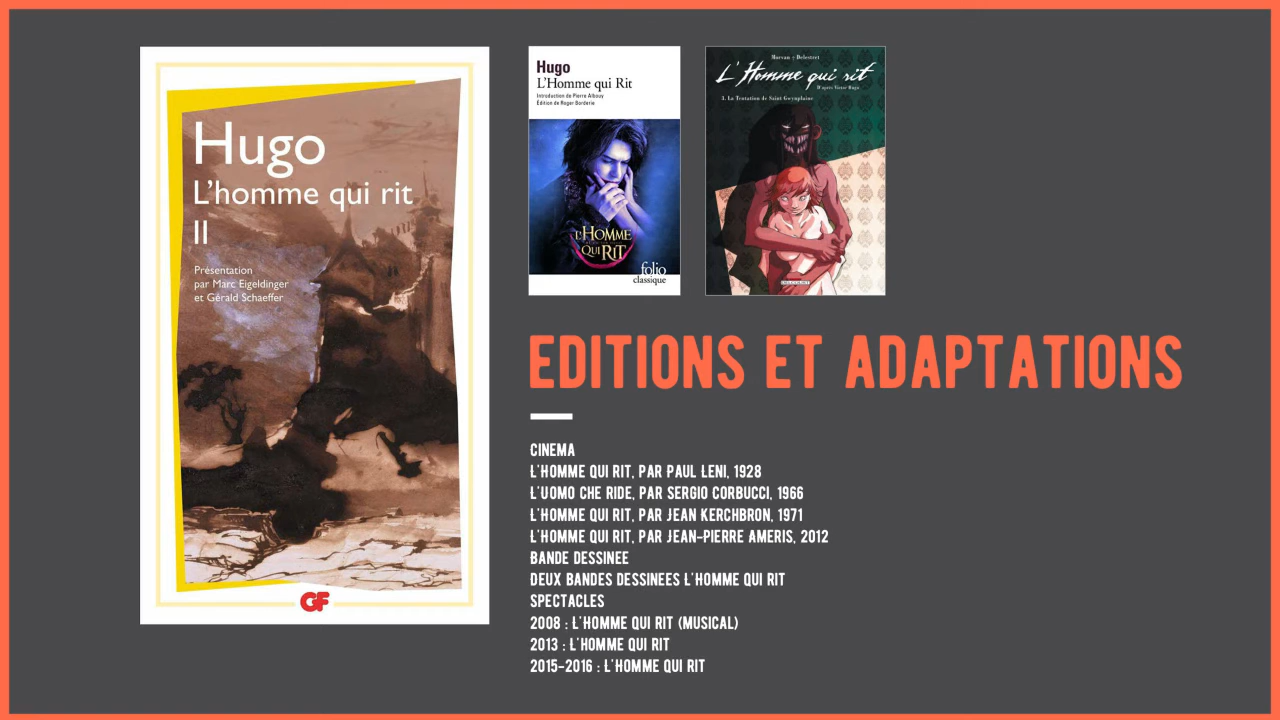 Hugo
L'homme qui rit
II
Présentation
par Marc Eigeldinger
et Gérald Schaeffer
GF
Hugo
L'Homme qui Rit
Introduction de Pierre Albouy
Édition de Roger Borderie
L'HOMME
QUI RIT
folio
classique
Morvan - Delestret
L'Homme qui rit
D'après Victor Hugo
3. La Tentation de Saint Gwynplaine
DELCOURT
EDITIONS ET ADAPTATIONS
CINEMA
L'HOMME QUI RIT, PAR PAUL LENI, 1928
L'UOMO CHE RIDE, PAR SERGIO CORBUCCI, 1966
L'HOMME QUI RIT, PAR JEAN KERCHBRON, 1971
L'HOMME QUI RIT, PAR JEAN-PIERRE AMERIS, 2012
BANDE DESSINEE
DEUX BANDES DESSINEES L'HOMME QUI RIT
SPECTACLES
2008 : L'HOMME QUI RIT (MUSICAL)
2013 : L'HOMME QUI RIT
2015-2016 : L'HOMME QUI RIT